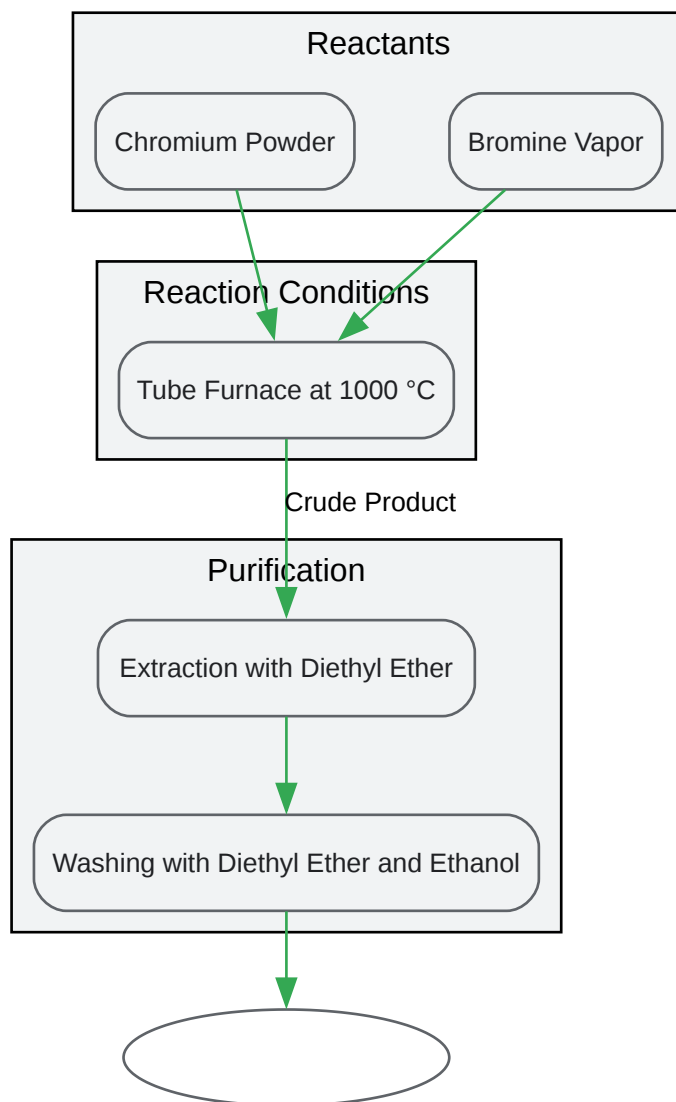 Reactants
Chromium Powder
Bromine Vapor
Reaction Conditions
Tube Furnace at 1000 °C
Crude Product
Purification
Extraction with Diethyl Ether
Washing with Diethyl Ether and Ethanol